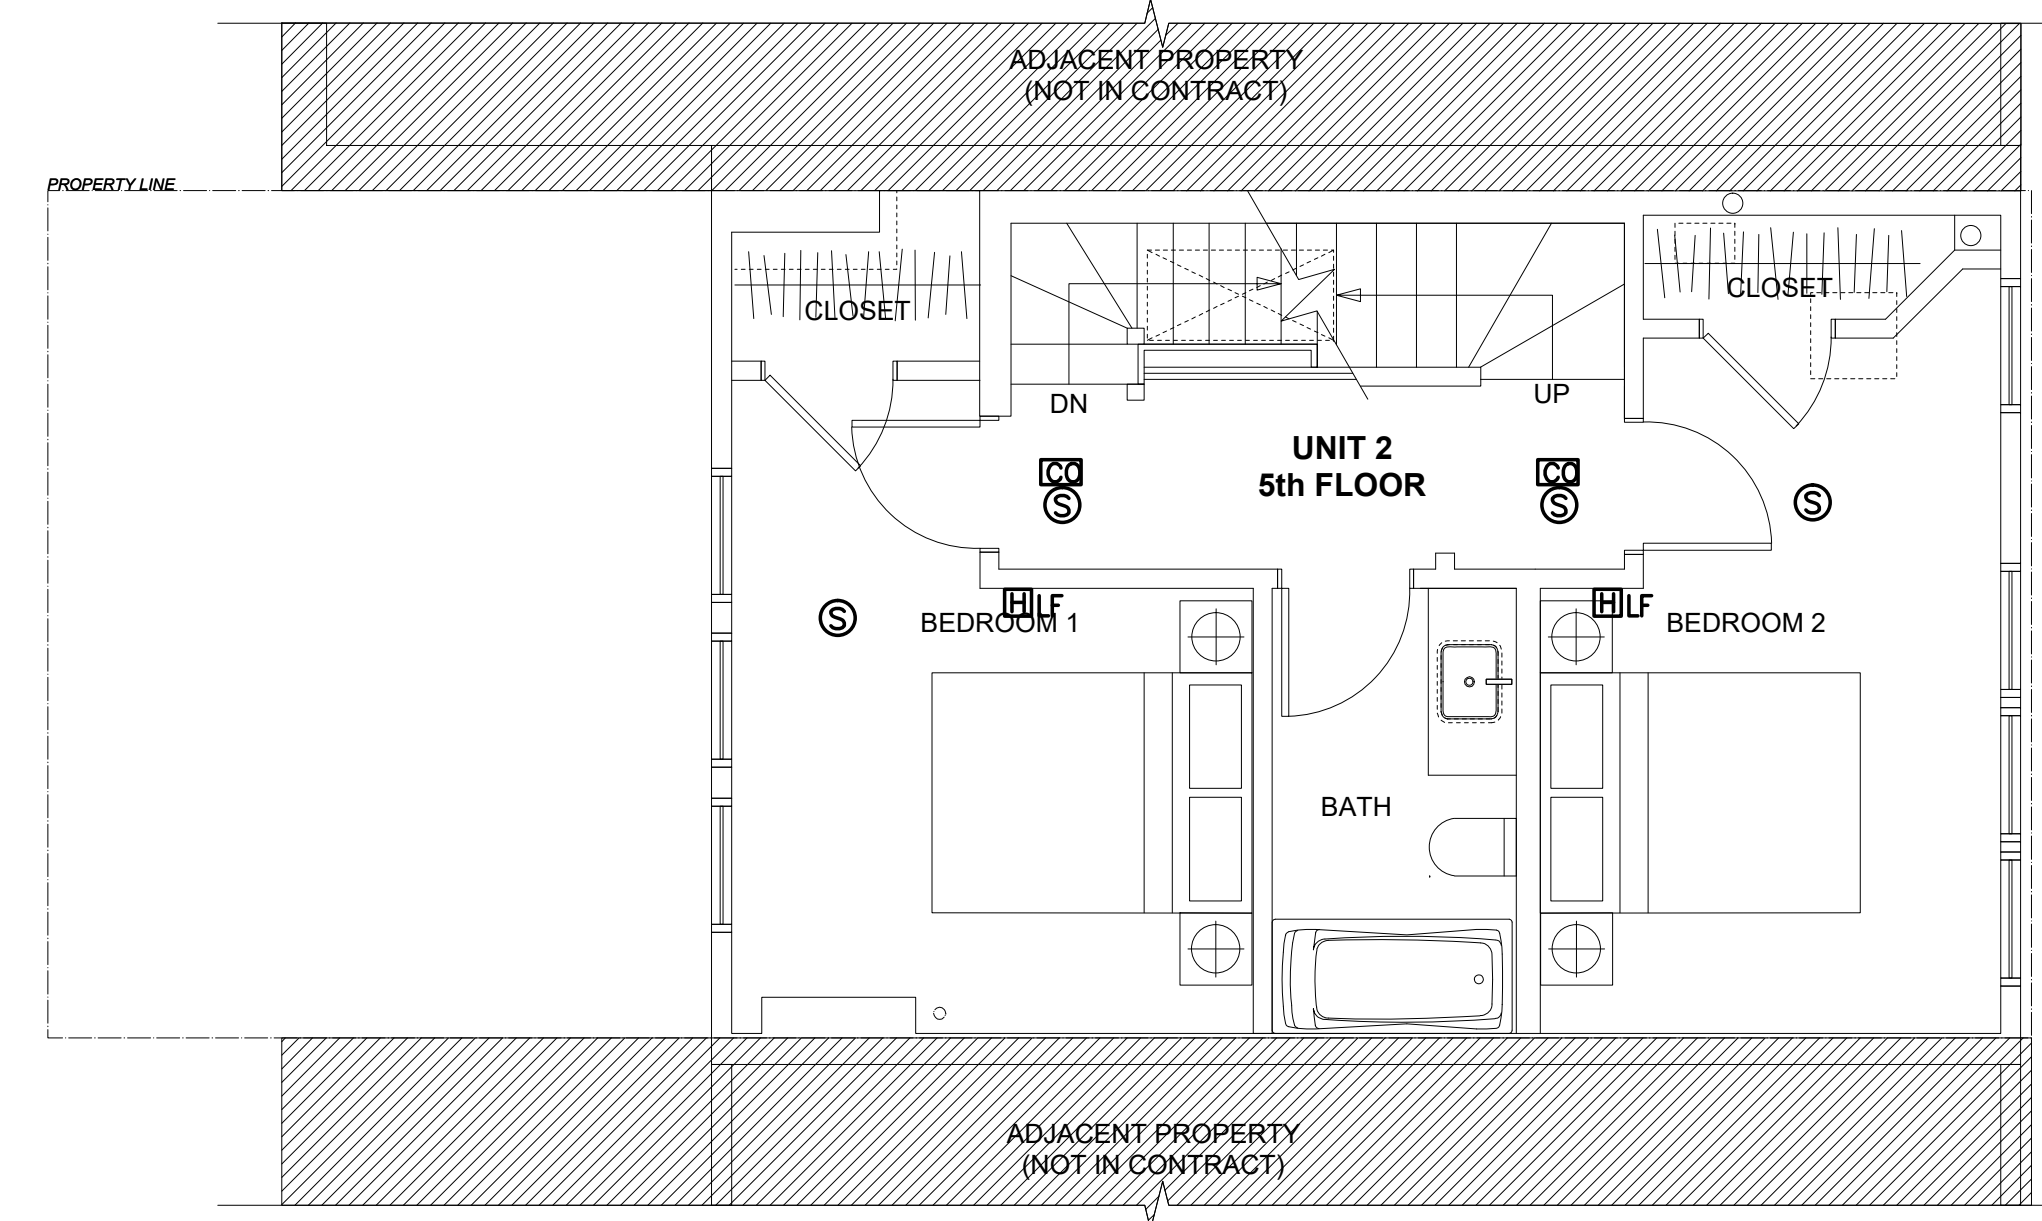 ADJACENT PROPERTY
(NOT IN CONTRACT)
PROPERTY LINE
CLOSET
CLOSET
DN
UP
UNIT 2
5th FLOOR
CO
S
CO
S
S
S
H LF
BEDROOM 1
H LF
BEDROOM 2
BATH
ADJACENT PROPERTY
(NOT IN CONTRACT)